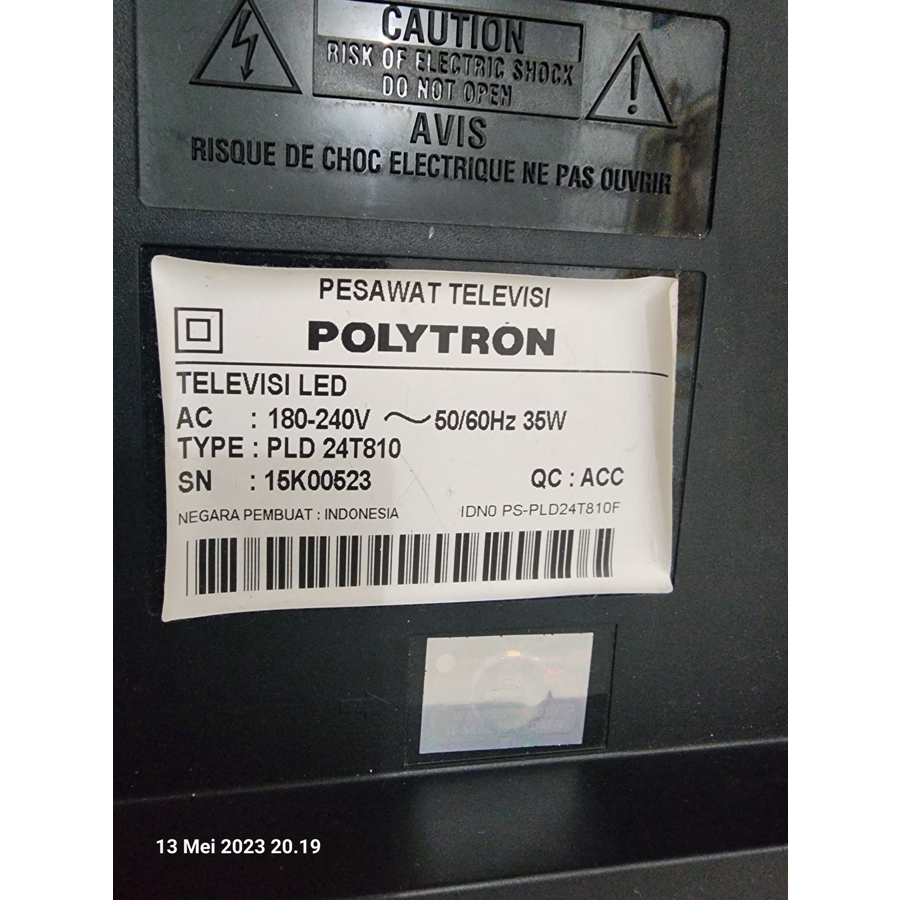 CAUTION
RISK OF ELECTRIC SHOCK
DO NOT OPEN
AVIS
RISQUE DE CHOC ELECTRIQUE NE PAS OUVRIR
PESAWAT TELEVISI
POLYTRON
TELEVISI LED
AC : 180-240V ~ 50/60Hz 35W
TYPE : PLD 24T810
SN : 15K00523 QC : ACC
NEGARA PEMBUAT : INDONESIA IDN0 PS-PLD24T810F
13 Mei 2023 20.19